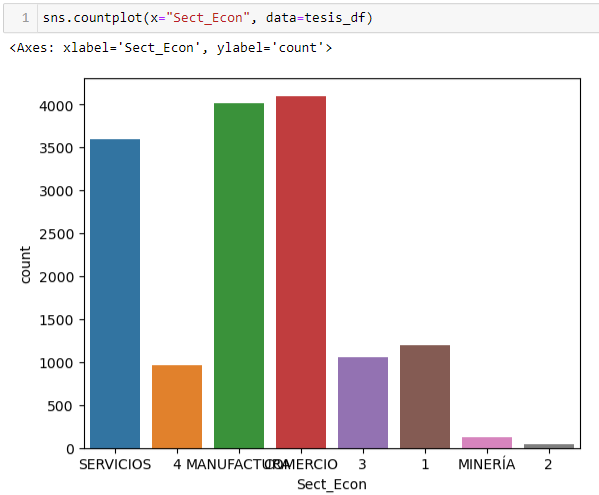 1 sns.countplot(x="Sect_Econ", data=tesis_df)
<Axes: xlabel='Sect_Econ', ylabel='count'>
4000
3500
3000
2500
2000
1500
1000
500
0
count
SERVICIOS 4 MANUFACTURA COMERCIO 3 1 MINERÍA 2
Sect_Econ